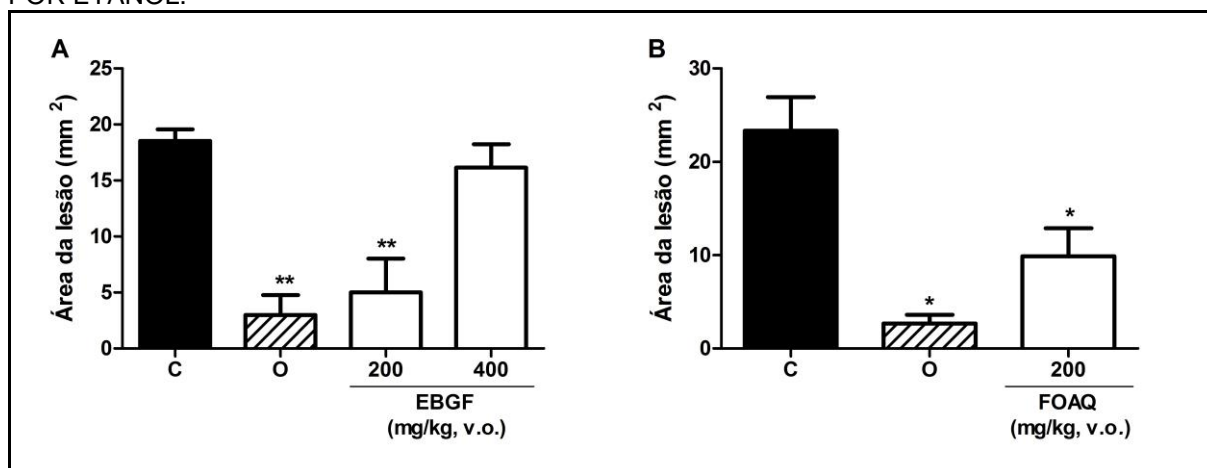 POR ETANOL.
A
Área da lesão (mm ²)
25
20
15
10
5
0
**
**
C
O
200
400
EBGF
(mg/kg, v.o.)
B
Área da lesão (mm ²)
30
20
10
0
*
*
C
O
200
FOAQ
(mg/kg, v.o.)